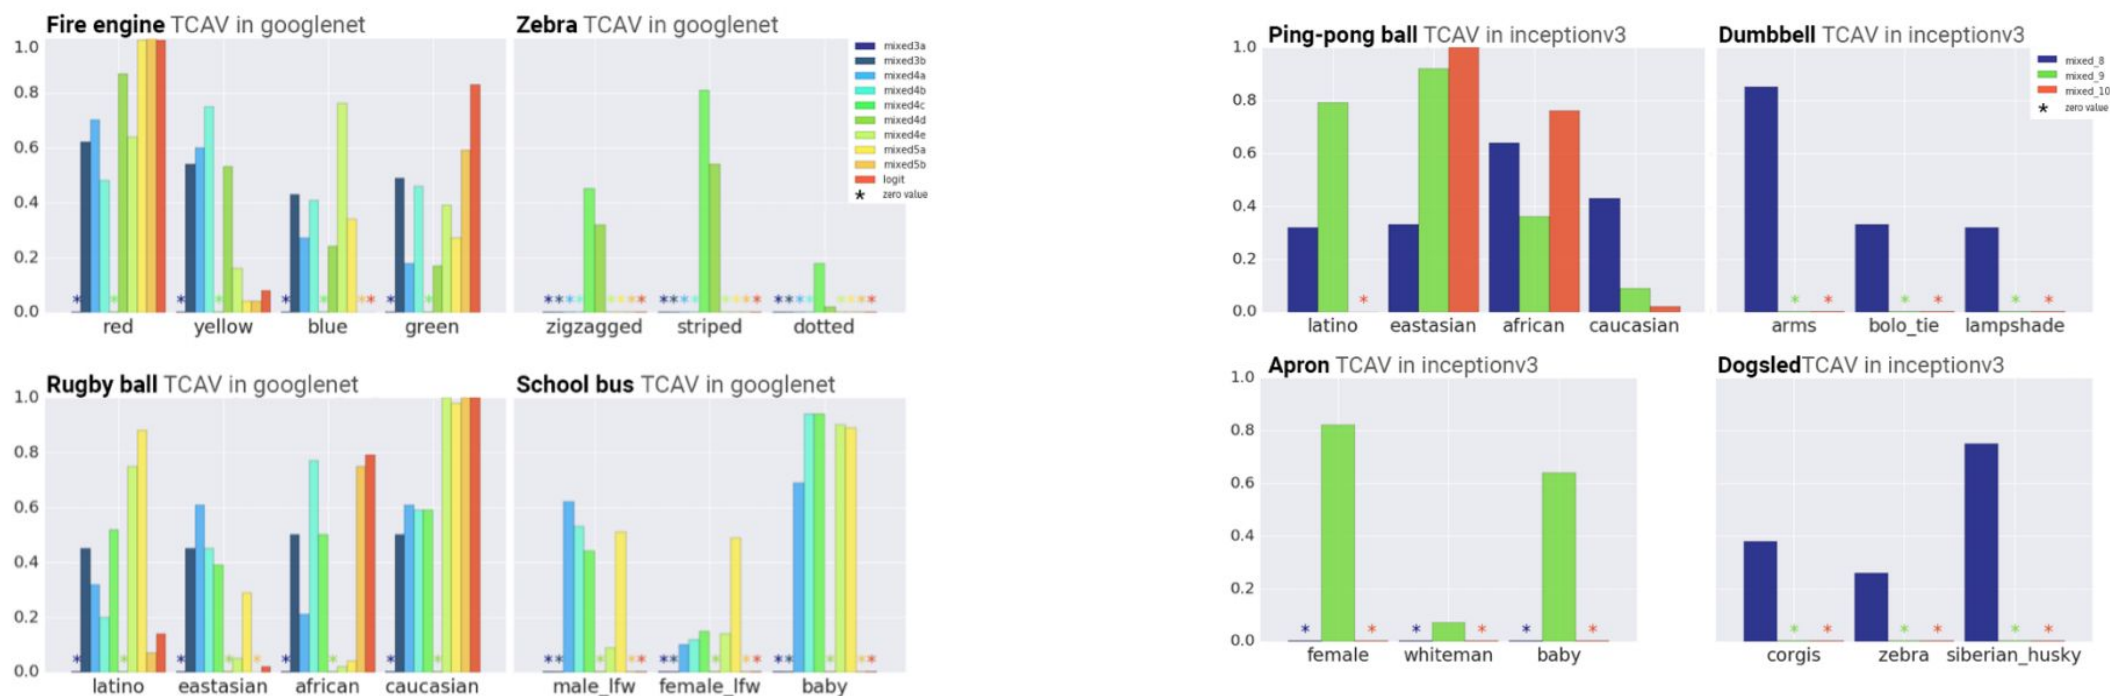 Fire engine TCAV in googlenet
1.0
0.8
0.6
0.4
0.2
0.0
red yellow blue green
Zebra TCAV in googlenet
mixed3a
mixed3b
mixed4a
mixed4b
mixed4c
mixed4d
mixed4e
mixed5a
mixed5b
logit
* zero value
zigzagged striped dotted
Rugby ball TCAV in googlenet
1.0
0.8
0.6
0.4
0.2
0.0
latino eastasian african caucasian
School bus TCAV in googlenet
male_lfw female_lfw baby
Ping-pong ball TCAV in inceptionv3
1.0
0.8
0.6
0.4
0.2
0.0
latino eastasian african caucasian
Dumbbell TCAV in inceptionv3
mixed_8
mixed_9
mixed_10
* zero value
arms bolo_tie lampshade
Apron TCAV in inceptionv3
1.0
0.8
0.6
0.4
0.2
0.0
female whiteman baby
DogsledTCAV in inceptionv3
corgis zebra siberian_husky